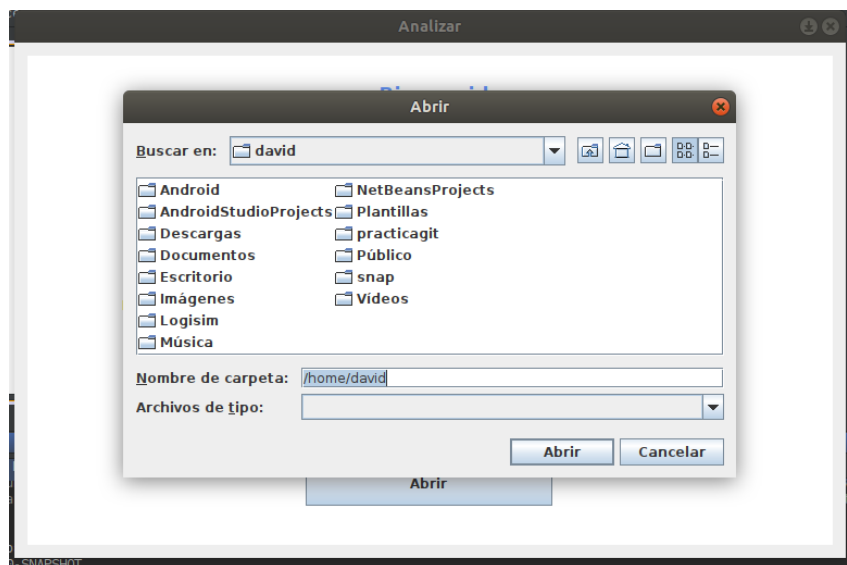 Analizar
Abrir
Buscar en: david
Android
AndroidStudioProjects
Descargas
Documentos
Escritorio
Imágenes
Logisim
Música
NetBeansProjects
Plantillas
practicagit
Público
snap
Vídeos
Nombre de carpeta: /home/david
Archivos de tipo:
Abrir Cancelar
Abrir